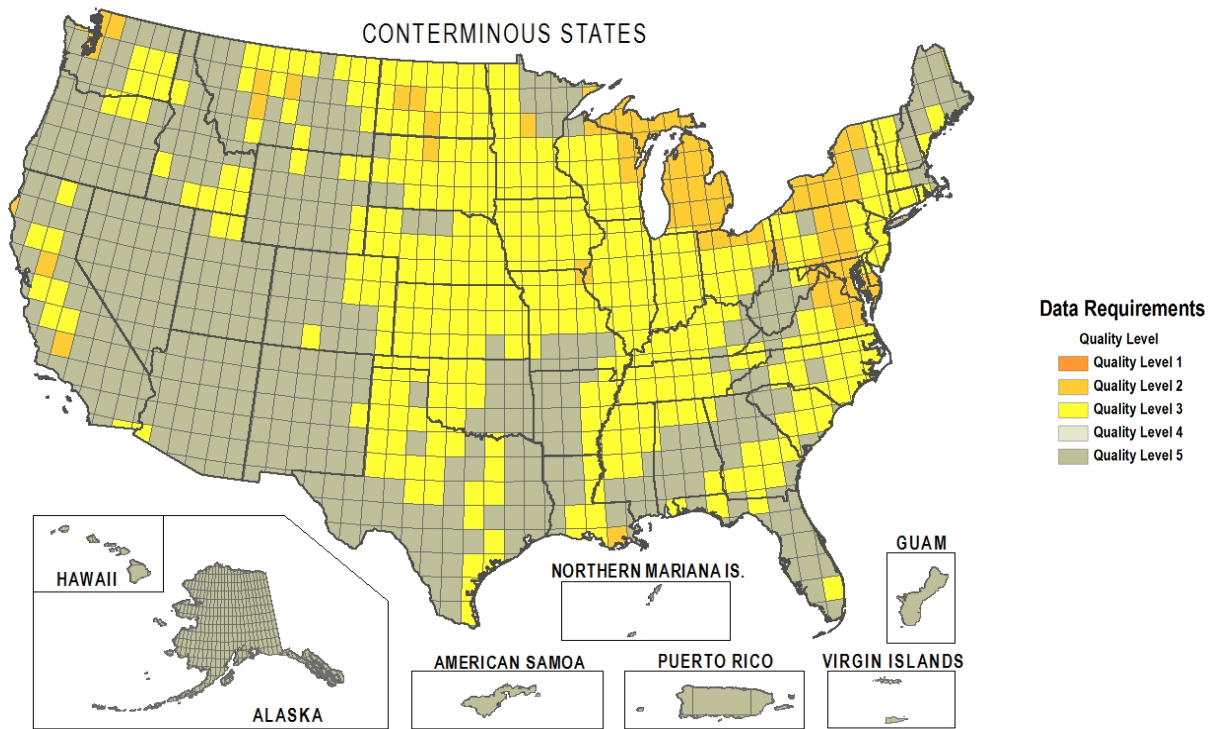 CONTERMINOUS STATES
Data Requirements
Quality Level
Quality Level 1
Quality Level 2
Quality Level 3
Quality Level 4
Quality Level 5
HAWAII
ALASKA
NORTHERN MARIANA IS.
GUAM
AMERICAN SAMOA
PUERTO RICO
VIRGIN ISLANDS